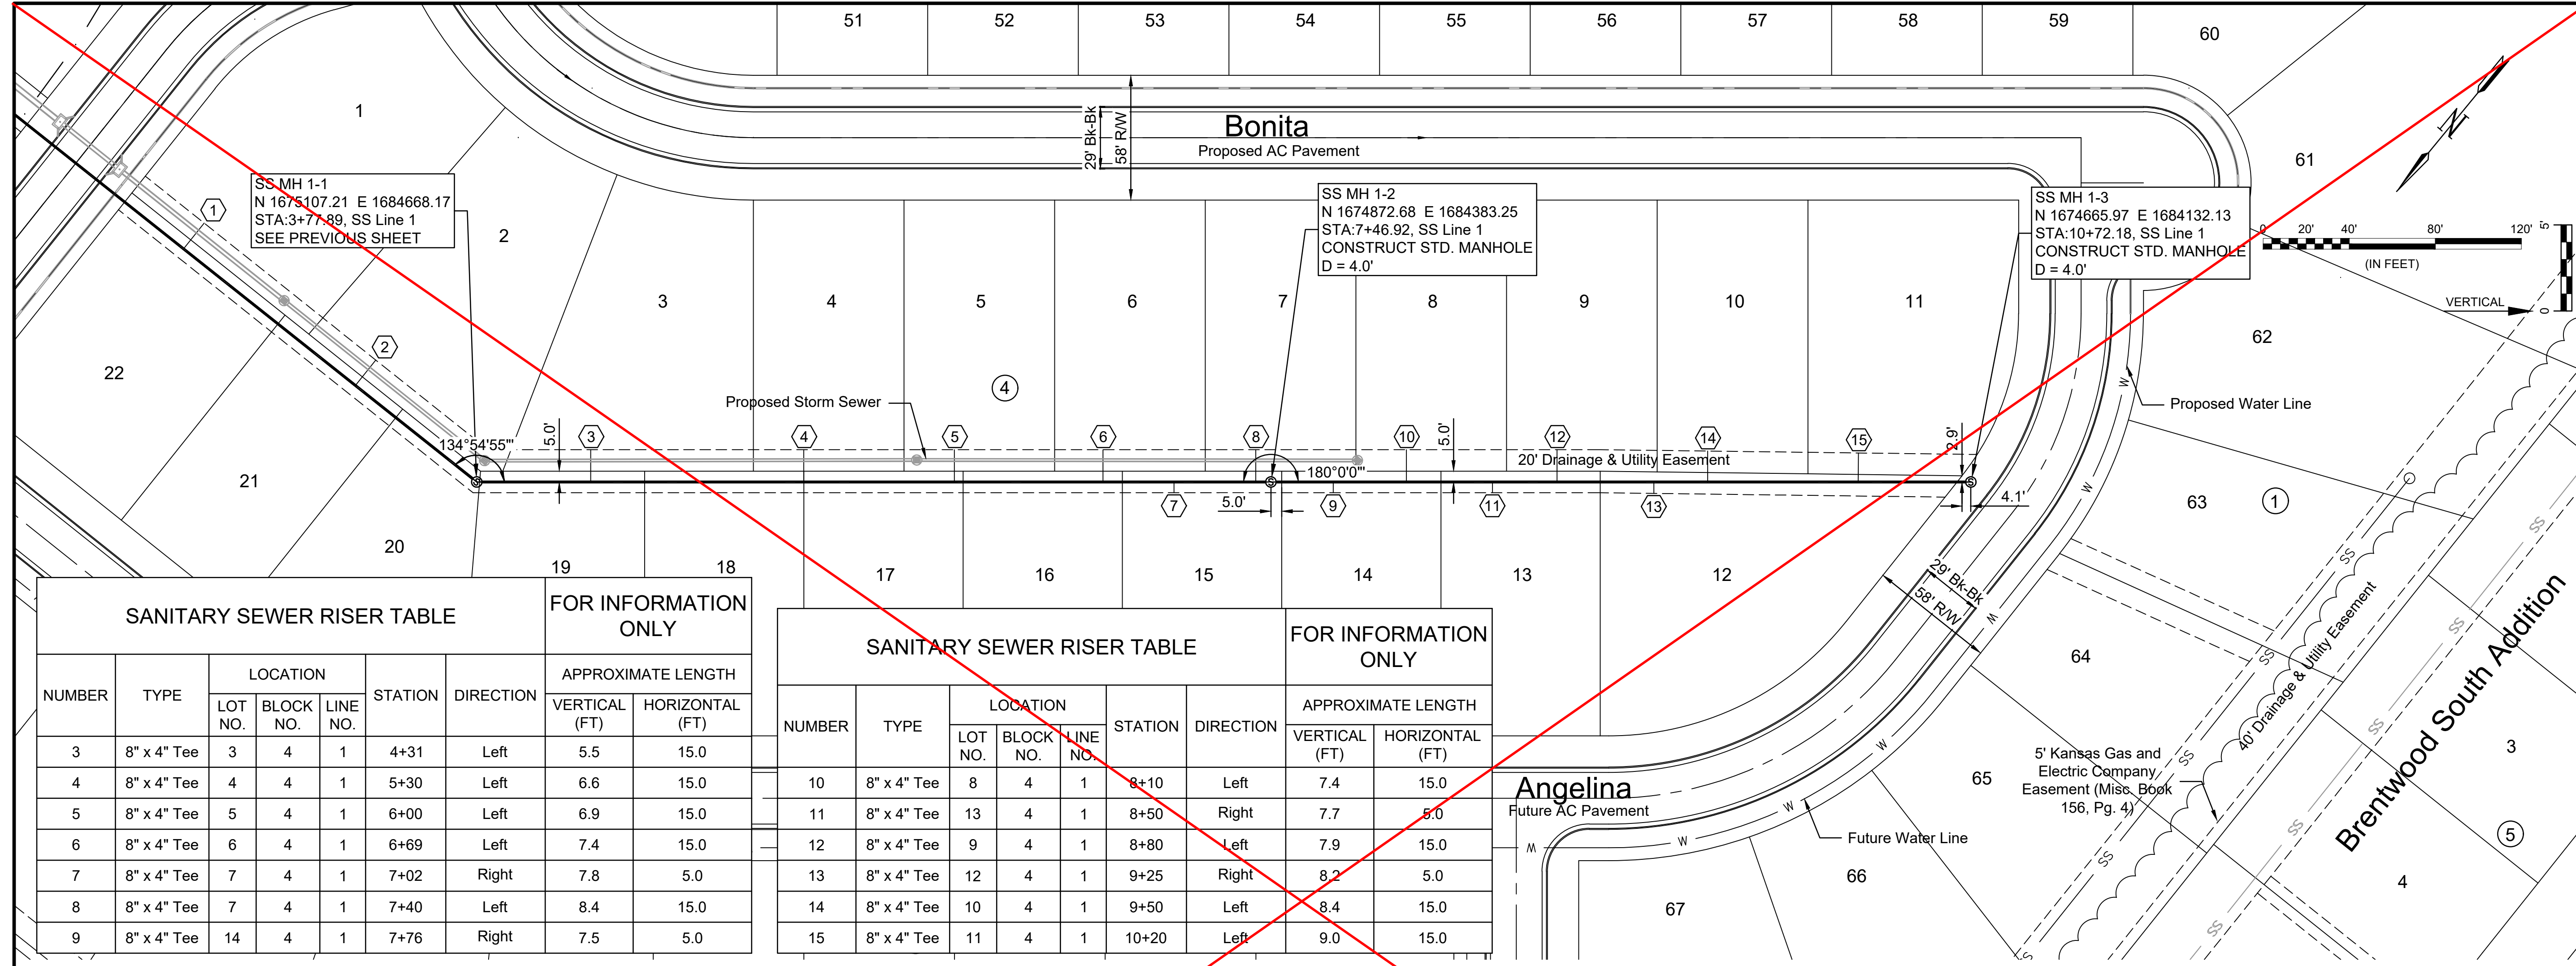 51
52
53
54
55
56
57
58
59
60
1
Bonita
Proposed AC Pavement
29' Bk-Bk
58' R/W
61
N
SS MH 1-1
N 1675107.21 E 1684668.17
STA:3+77.89, SS Line 1
SEE PREVIOUS SHEET
SS MH 1-2
N 1674872.68 E 1684383.25
STA:7+46.92, SS Line 1
CONSTRUCT STD. MANHOLE
D = 4.0'
SS MH 1-3
N 1674665.97 E 1684132.13
STA:10+72.18, SS Line 1
CONSTRUCT STD. MANHOLE
D = 4.0'
0 20' 40' 80' 120'
(IN FEET)
5'
0
VERTICAL
1
2
2
3
4
5
6
7
8
9
10
11
62
22
4
Proposed Storm Sewer
Proposed Water Line
W
134°54'55"'
5.0'
3
4
5
6
8
10
5.0'
12
14
15
2.9'
20' Drainage & Utility Easement
180°0'0"'
21
7
5.0'
9
11
13
4.1'
W
63
1
20
19
18
17
16
15
14
13
12
29' Bk-Bk
58' R/W
W
64
SS
SS
SS
SS
40' Drainage & Utility Easement
Brentwood South Addition
SANITARY SEWER RISER TABLE
FOR INFORMATION
ONLY
NUMBER TYPE LOCATION STATION DIRECTION APPROXIMATE LENGTH
LOT NO. BLOCK NO. LINE NO. VERTICAL (FT) HORIZONTAL (FT)
3 8" x 4" Tee 3 4 1 4+31 Left 5.5 15.0
4 8" x 4" Tee 4 4 1 5+30 Left 6.6 15.0
5 8" x 4" Tee 5 4 1 6+00 Left 6.9 15.0
6 8" x 4" Tee 6 4 1 6+69 Left 7.4 15.0
7 8" x 4" Tee 7 4 1 7+02 Right 7.8 5.0
8 8" x 4" Tee 7 4 1 7+40 Left 8.4 15.0
9 8" x 4" Tee 14 4 1 7+76 Right 7.5 5.0
SANITARY SEWER RISER TABLE
FOR INFORMATION
ONLY
NUMBER TYPE LOCATION STATION DIRECTION APPROXIMATE LENGTH
LOT NO. BLOCK NO. LINE NO. VERTICAL (FT) HORIZONTAL (FT)
10 8" x 4" Tee 8 4 1 8+10 Left 7.4 15.0
11 8" x 4" Tee 13 4 1 8+50 Right 7.7 5.0
12 8" x 4" Tee 9 4 1 8+80 Left 7.9 15.0
13 8" x 4" Tee 12 4 1 9+25 Right 8.2 5.0
14 8" x 4" Tee 10 4 1 9+50 Left 8.4 15.0
15 8" x 4" Tee 11 4 1 10+20 Left 9.0 15.0
Angelina
Future AC Pavement
W
W
W
W
Future Water Line
65
5' Kansas Gas and
Electric Company
Easement (Misc. Book
156, Pg. 4)
SS
SS
SS
SS
SS
SS
3
5
4
66
67